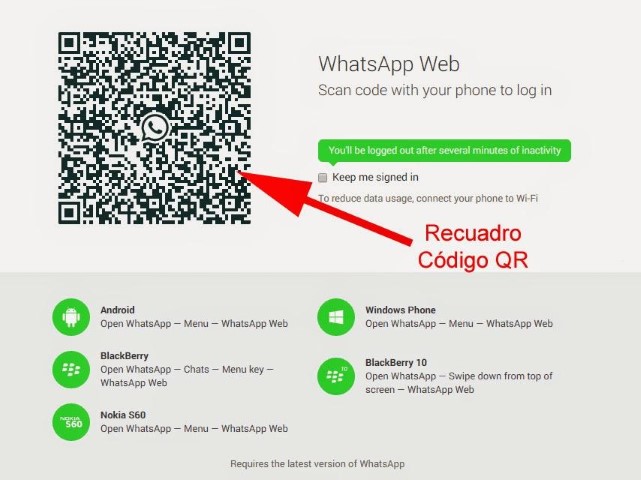 WhatsApp Web
Scan code with your phone to log in
You'll be logged out after several minutes of inactivity
Keep me signed in
To reduce data usage, connect your phone to Wi-Fi
Recuadro
Código QR
Android
Open WhatsApp — Menu — WhatsApp Web
Windows Phone
Open WhatsApp — Menu — WhatsApp Web
BlackBerry
Open WhatsApp — Chats — Menu key —
WhatsApp Web
10
BlackBerry 10
Open WhatsApp — Swipe down from top of
screen — WhatsApp Web
NOKIA
S60
Nokia S60
Open WhatsApp — Menu — WhatsApp Web
Requires the latest version of WhatsApp